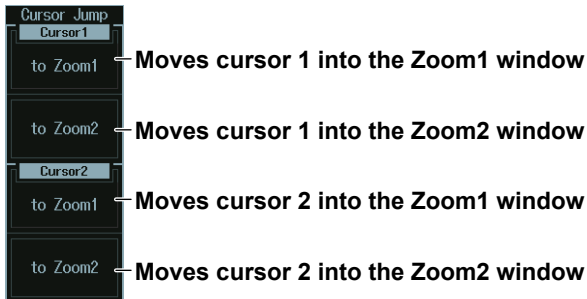 Cursor Jump
Cursor1
to Zoom1
Moves cursor 1 into the Zoom1 window
to Zoom2
Moves cursor 1 into the Zoom2 window
Cursor2
to Zoom1
Moves cursor 2 into the Zoom1 window
to Zoom2
Moves cursor 2 into the Zoom2 window